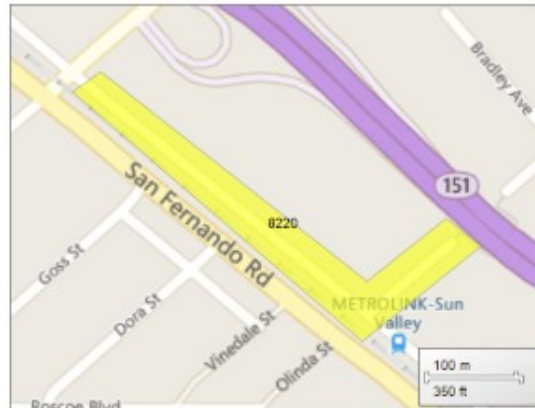 Bradley Ave
151
8220
San Fernando Rd
Goss St
Dora St
Vinedale St
Olinda St
METROLINK-Sun
Valley
100 m
350 ft
Roscoe Blvd